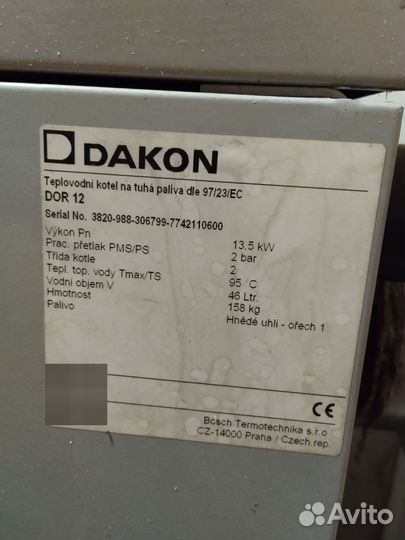 DAKON
Teplovodní kotel na tuhá paliva dle 97/23/EC
DOR 12
Serial No. 3820-988-306799-7742110600
Výkon Pn 13.5 kW
Prac. přetlak PMS/PS 2 bar
Třída kotle 2
Tepl. top. vody Tmax/TS 95 °C
Vodní objem V 46 Ltr.
Hmotnost 158 kg
Palivo Hnědé uhlí - ořech 1
CE
Bosch Termotechnika s.r.o
CZ-14000 Praha / Czech.rep.
Avito